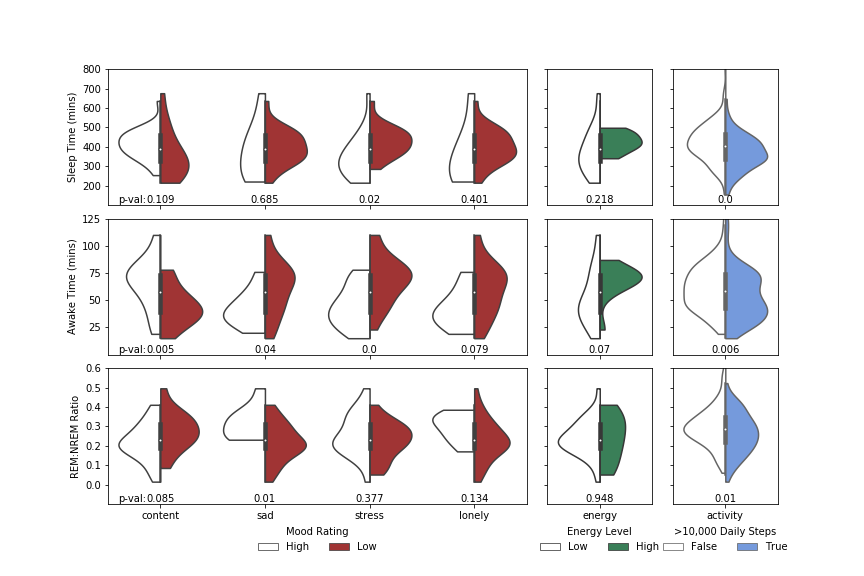 800
700
600
500
400
300
200
Sleep Time (mins)
p-val: 0.109 0.685 0.02 0.401 0.218 0.0
125
100
75
50
25
Awake Time (mins)
p-val: 0.005 0.04 0.0 0.079 0.07 0.006
0.6
0.5
0.4
0.3
0.2
0.1
0.0
REM:NREM Ratio
p-val: 0.085 0.01 0.377 0.134 0.948 0.01
content sad stress lonely energy activity
Mood Rating Energy Level >10,000 Daily Steps
High Low Low High False True